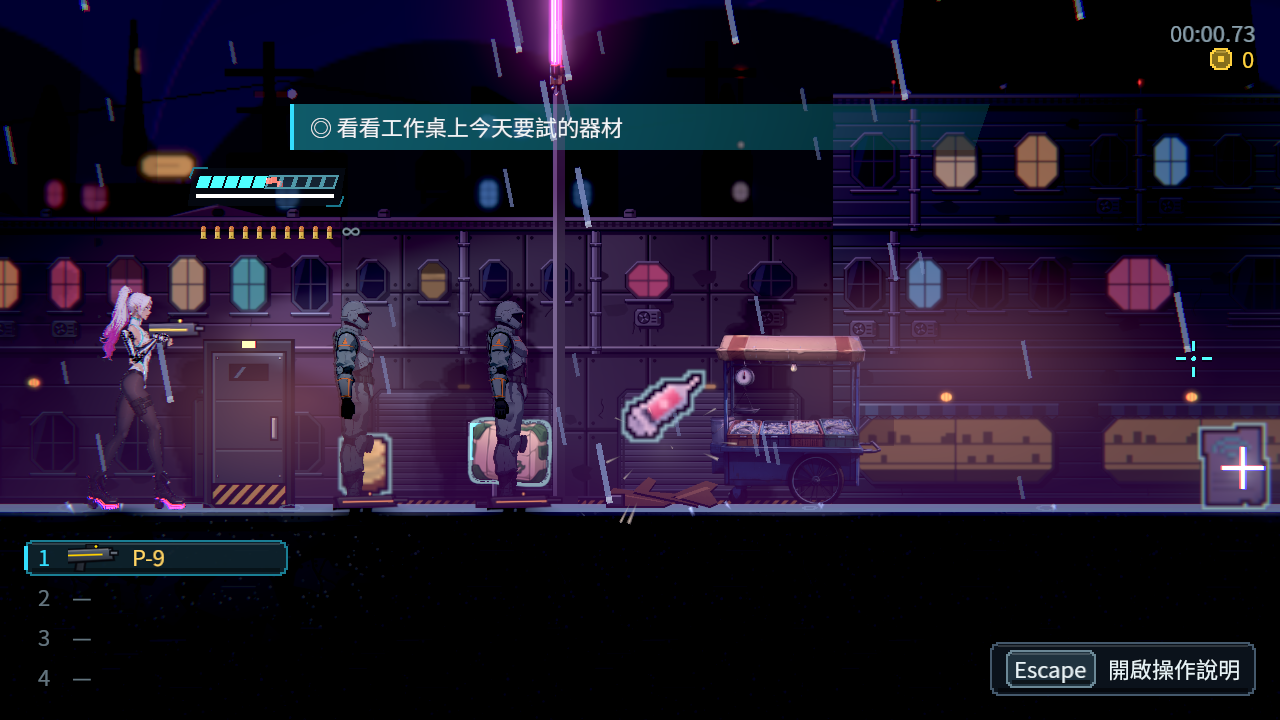 00:00.73
0
◎ 看看工作桌上今天要試的器材
∞
1 P-9
2 —
3 —
4 —
Escape 開啟操作說明